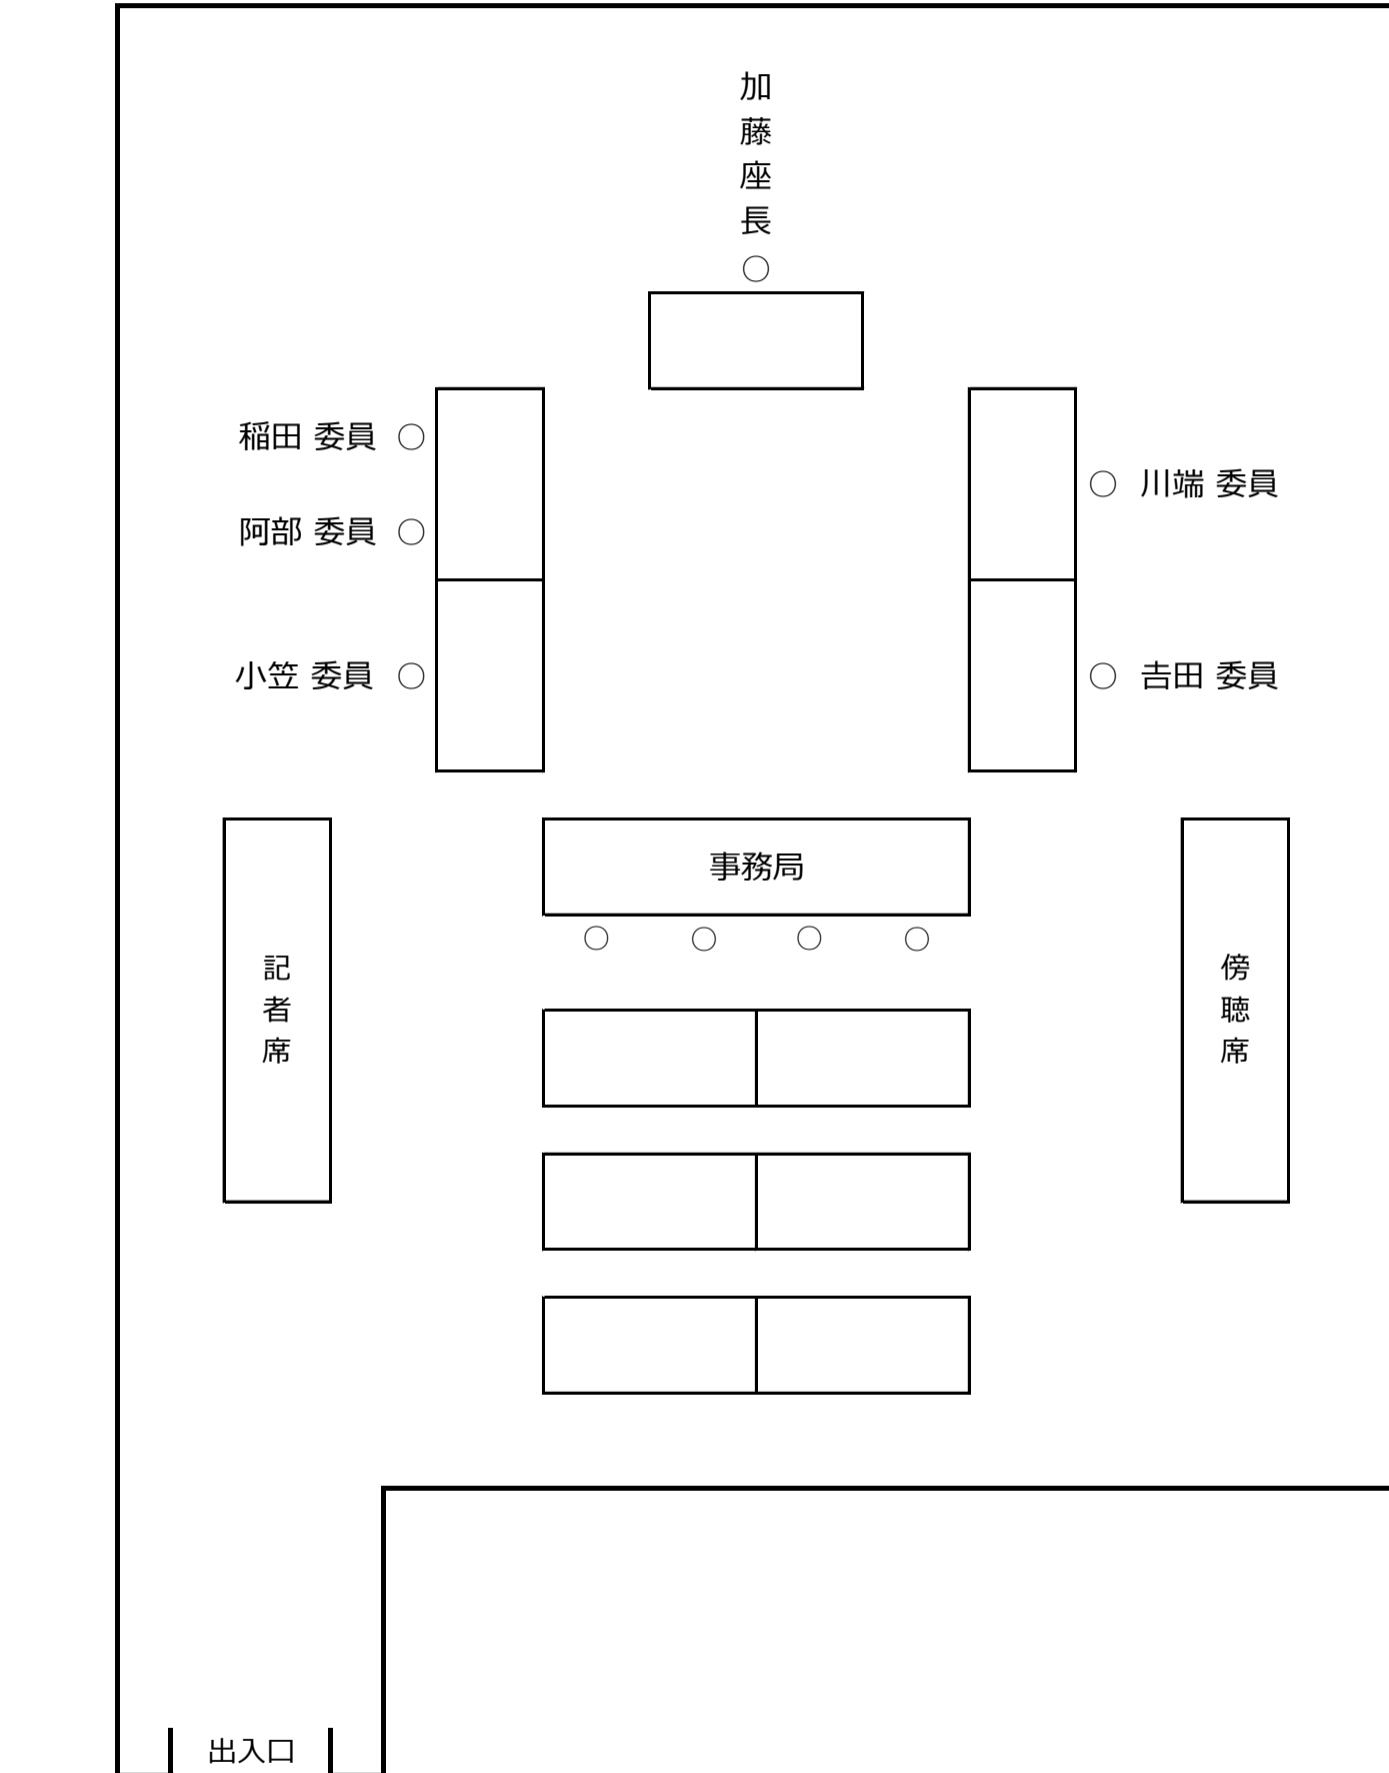 加藤座長
稲田 委員
川端 委員
阿部 委員
小笠 委員
𠮷田 委員
事務局
記者席
傍聴席
出入口